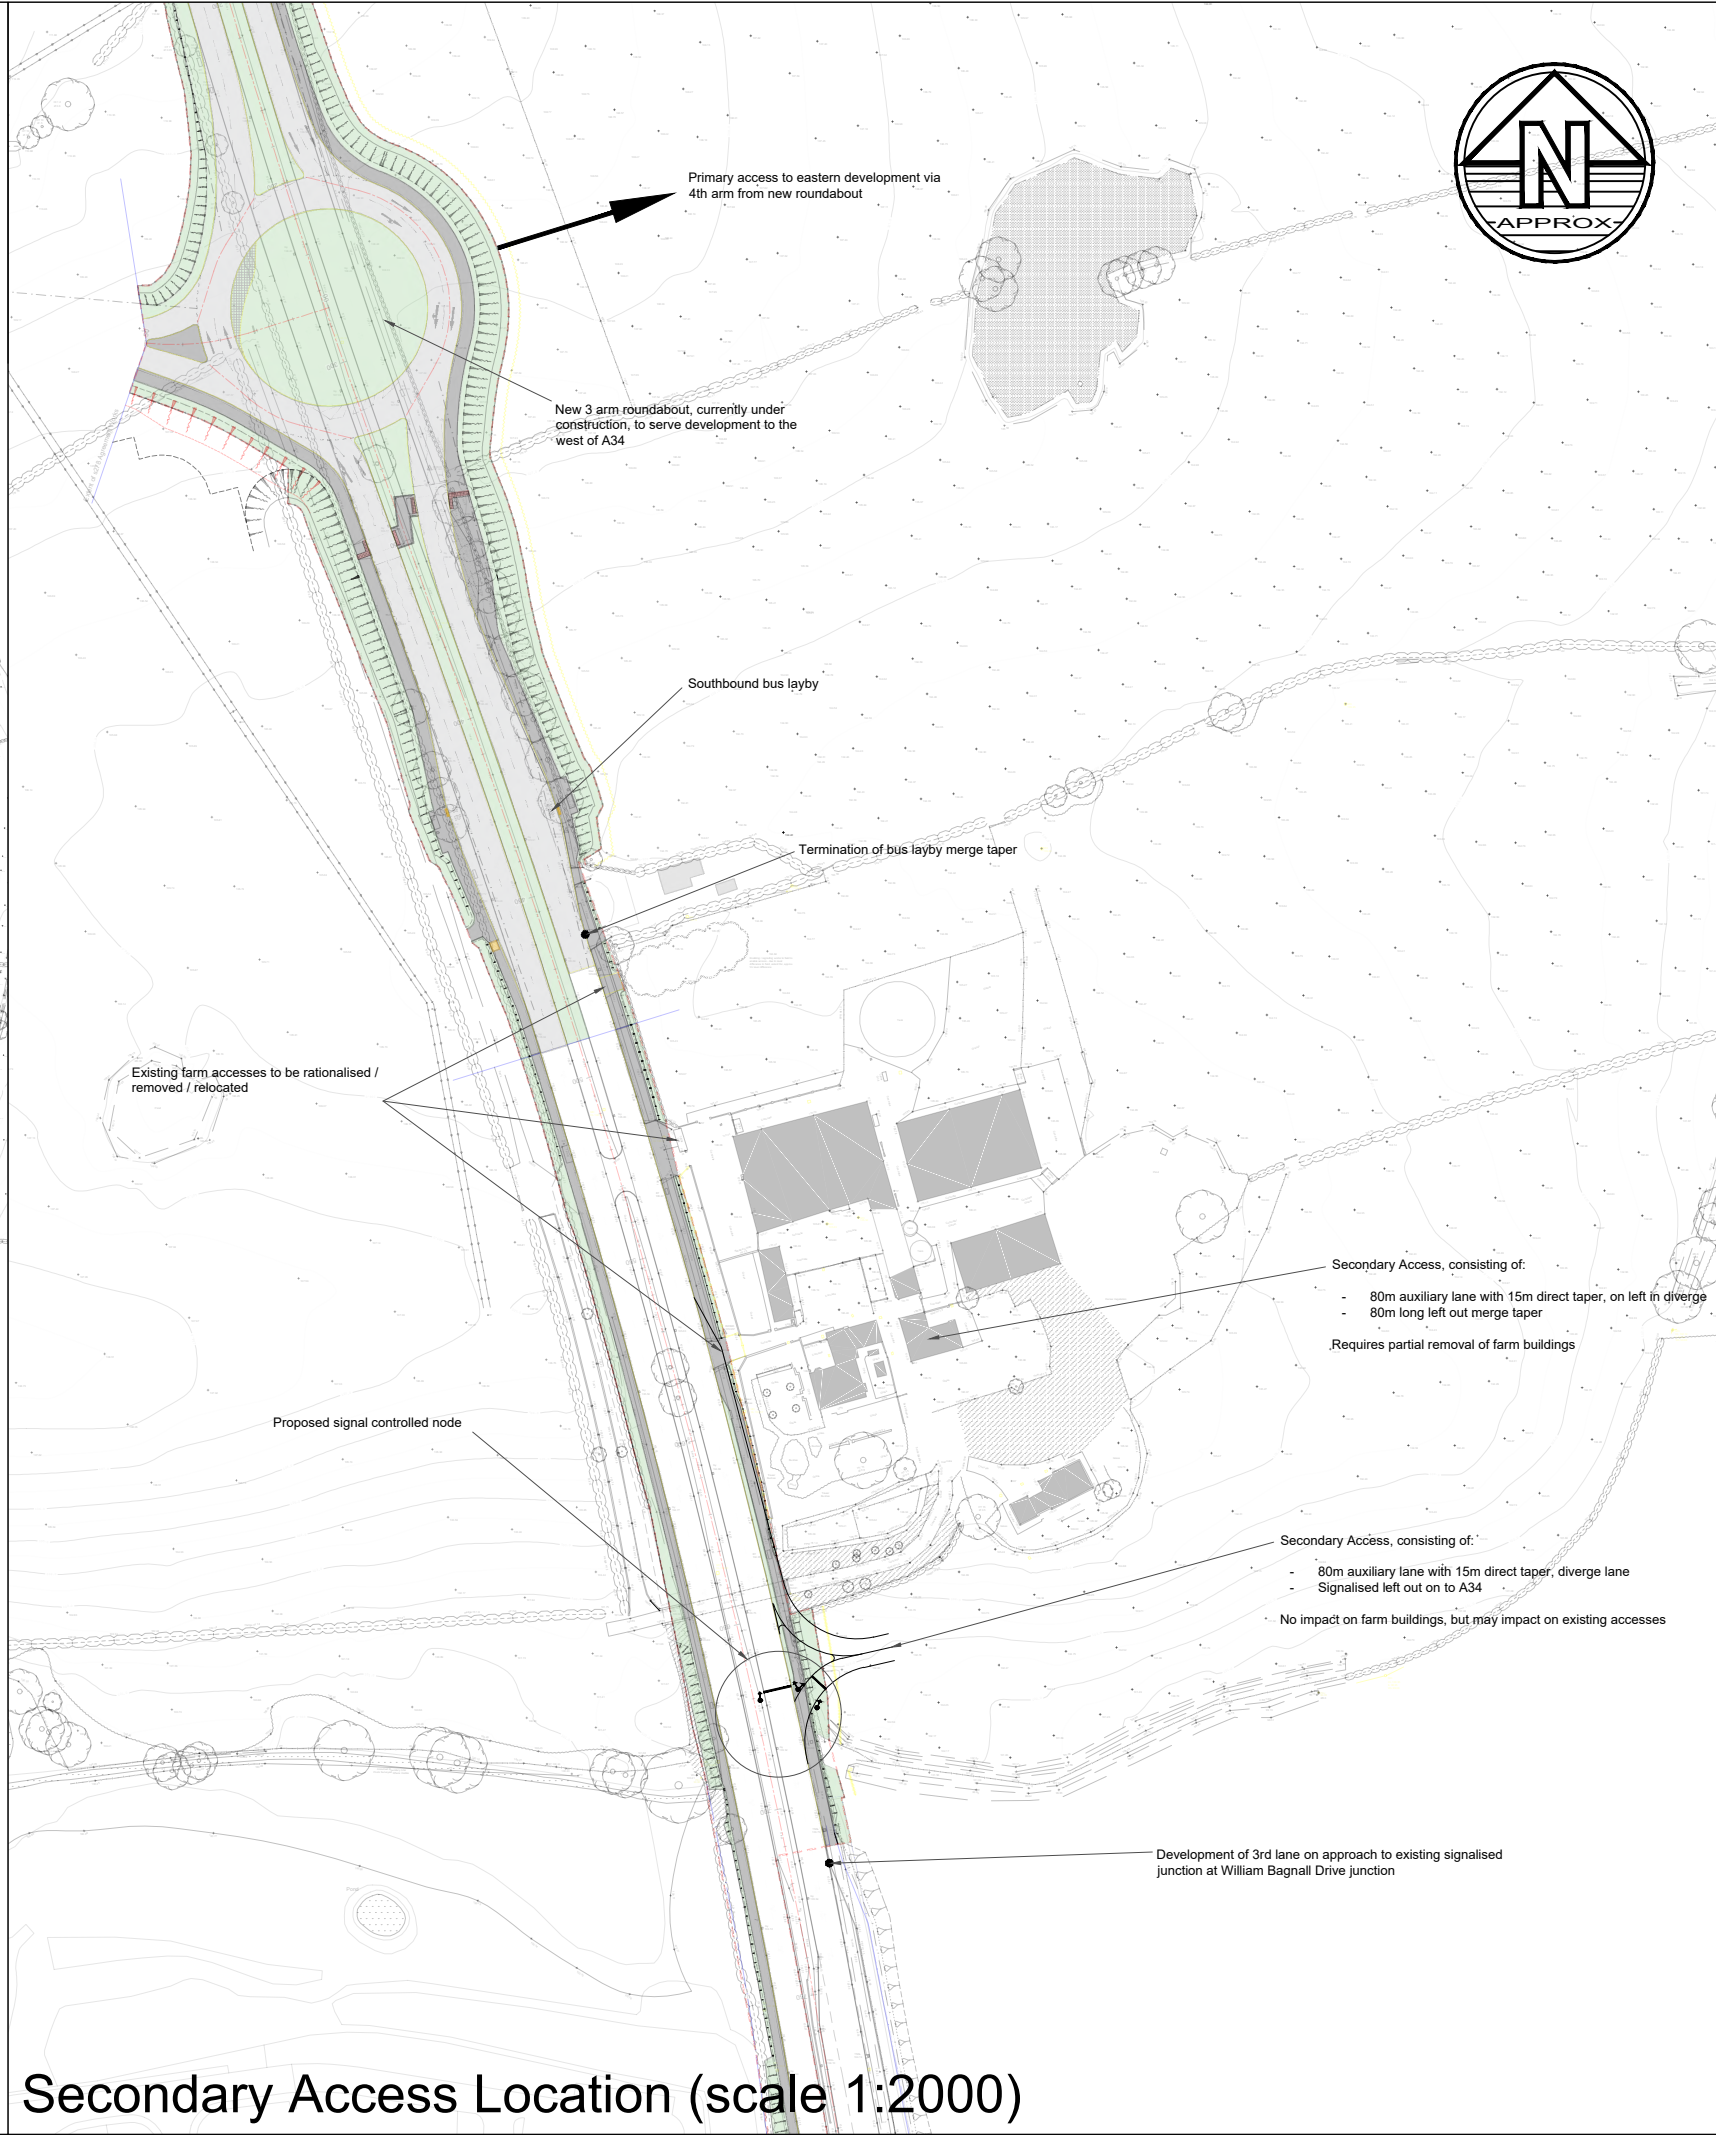 N
APPROX
Primary access to eastern development via
4th arm from new roundabout
New 3 arm roundabout, currently under
construction, to serve development to the
west of A34
Southbound bus layby
Termination of bus layby merge taper
Existing farm accesses to be rationalised /
removed / relocated
Secondary Access, consisting of:
- 80m auxiliary lane with 15m direct taper, on left in diverge
- 80m long left out merge taper
Requires partial removal of farm buildings
Proposed signal controlled node
Secondary Access, consisting of:
- 80m auxiliary lane with 15m direct taper, diverge lane
- Signalised left out on to A34
No impact on farm buildings, but may impact on existing accesses
Development of 3rd lane on approach to existing signalised
junction at William Bagnall Drive junction
Secondary Access Location (scale 1:2000)